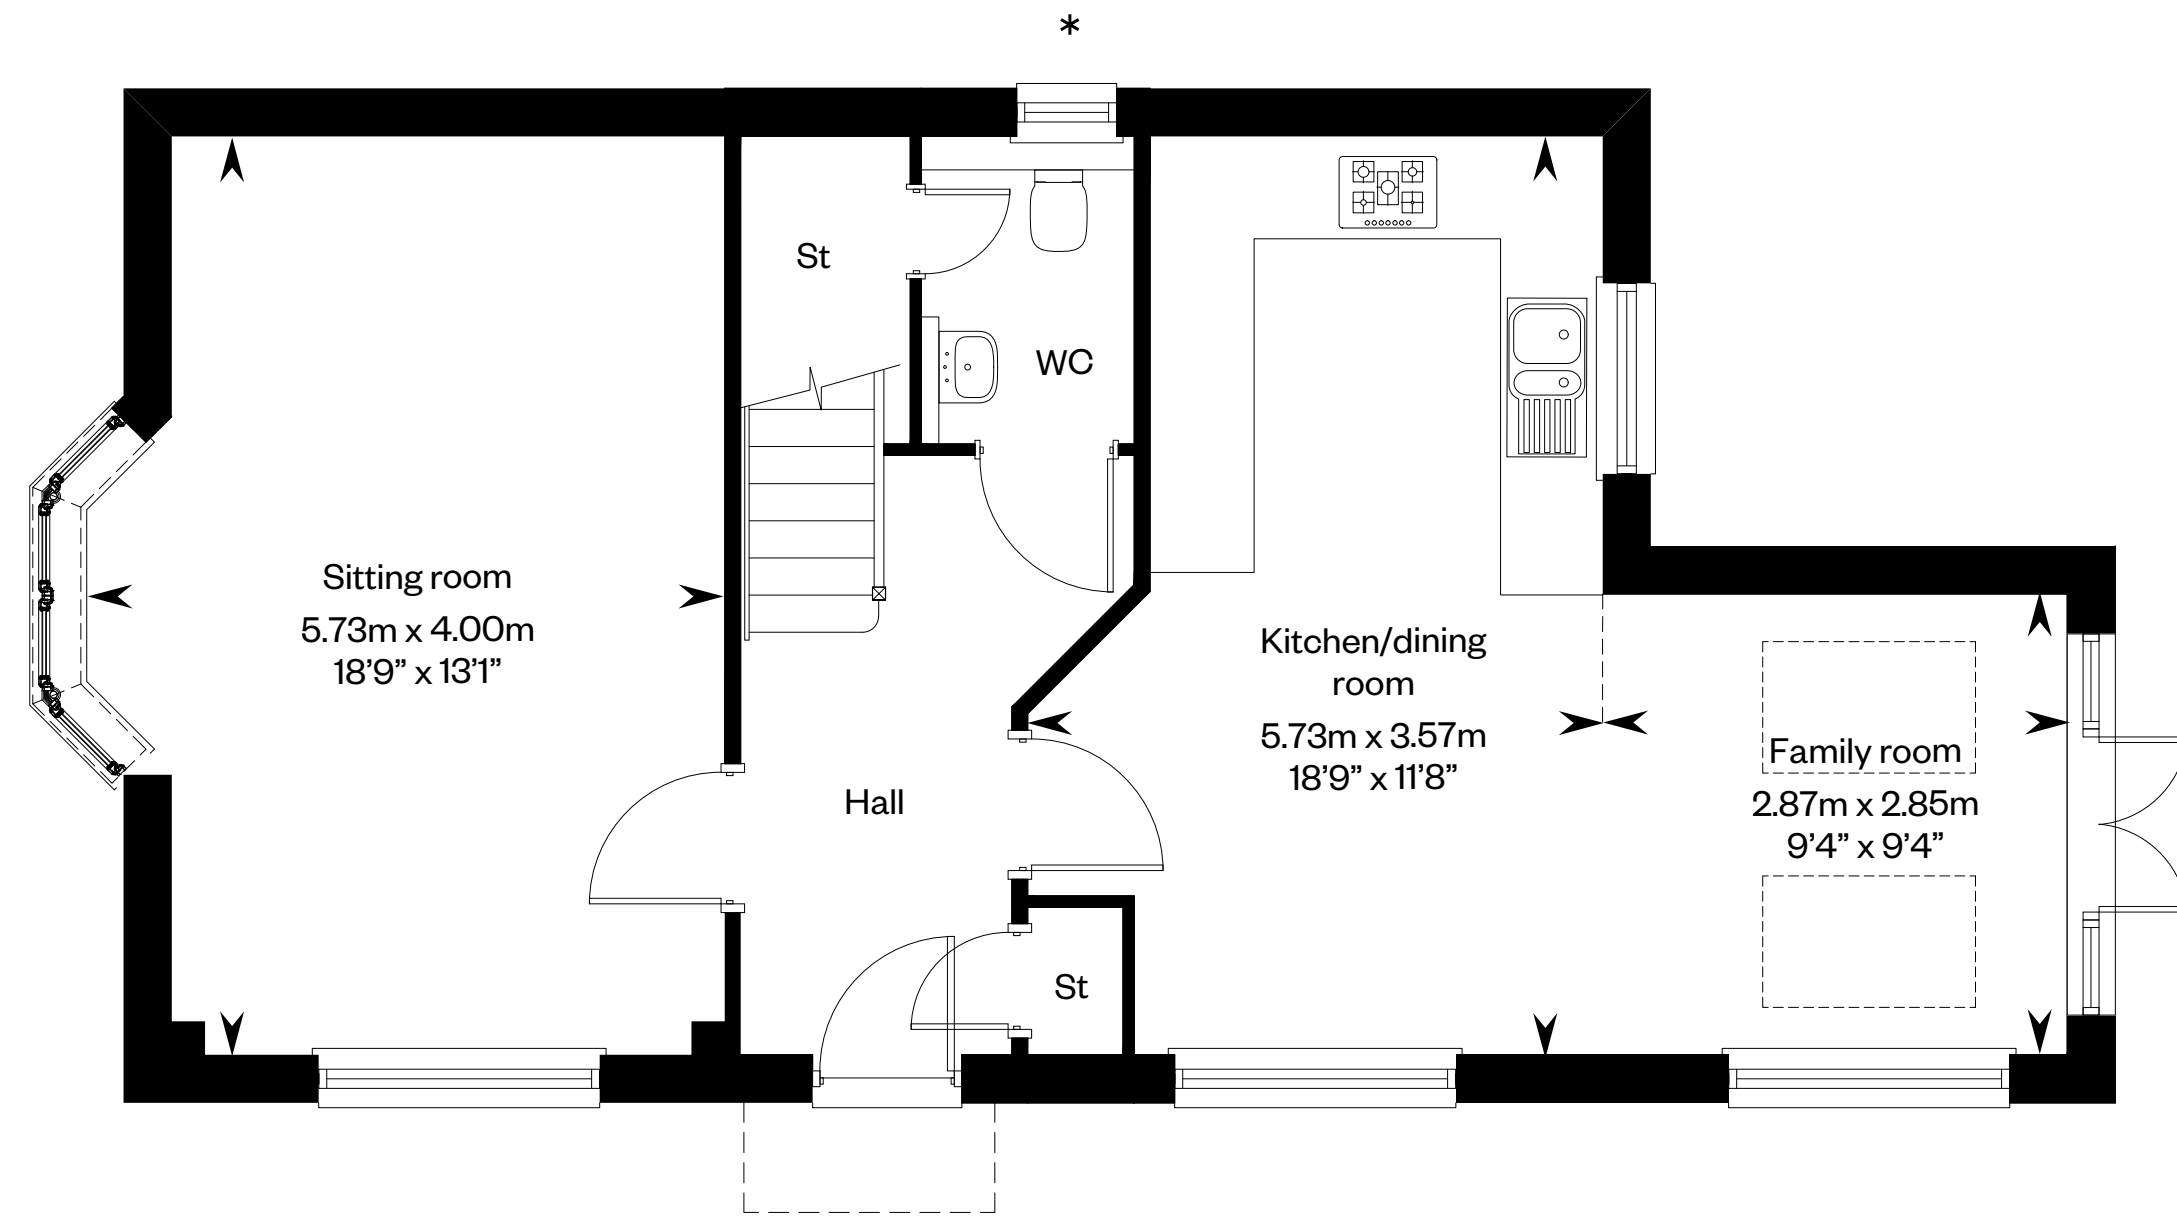 *
St
WC
Sitting room
5.73m x 4.00m
18’9” x 13’1”
Kitchen/dining
room
5.73m x 3.57m
18’9” x 11’8”
Family room
2.87m x 2.85m
9’4” x 9’4”
Hall
St